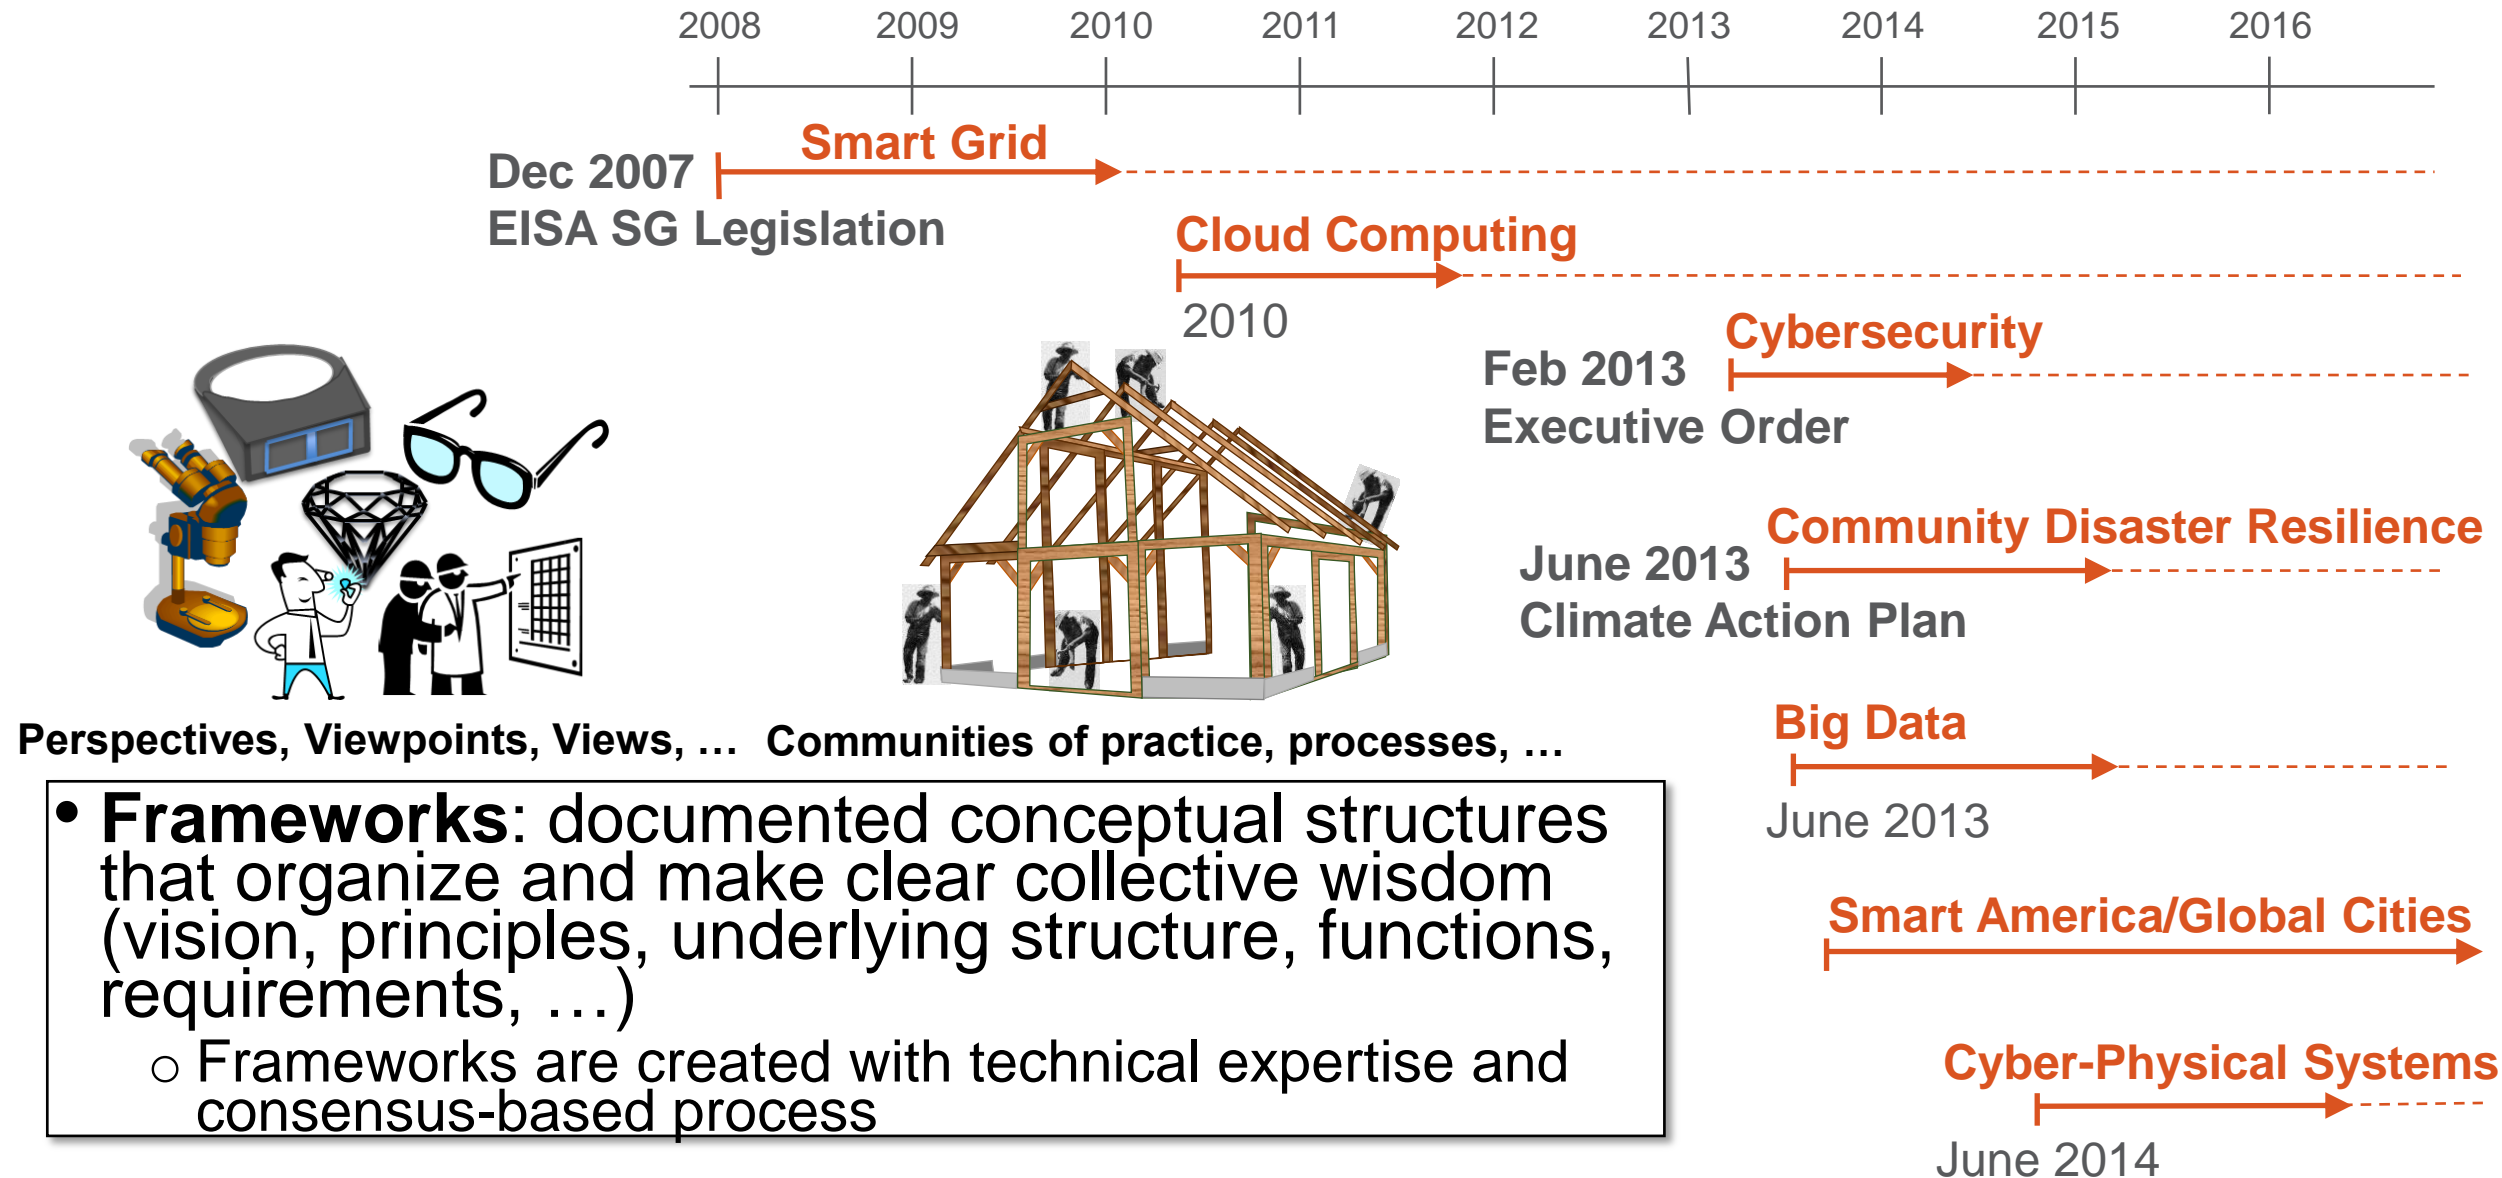 2008 2009 2010 2011 2012 2013 2014 2015 2016
Smart Grid
Dec 2007
EISA SG Legislation
Cloud Computing
2010
Cybersecurity
Feb 2013
Executive Order
Community Disaster Resilience
June 2013
Climate Action Plan
Big Data
June 2013
Smart America/Global Cities
Cyber-Physical Systems
June 2014
Perspectives, Viewpoints, Views, …
Communities of practice, processes, …
• Frameworks: documented conceptual structures
that organize and make clear collective wisdom
(vision, principles, underlying structure, functions,
requirements, …)
○ Frameworks are created with technical expertise and
consensus-based process